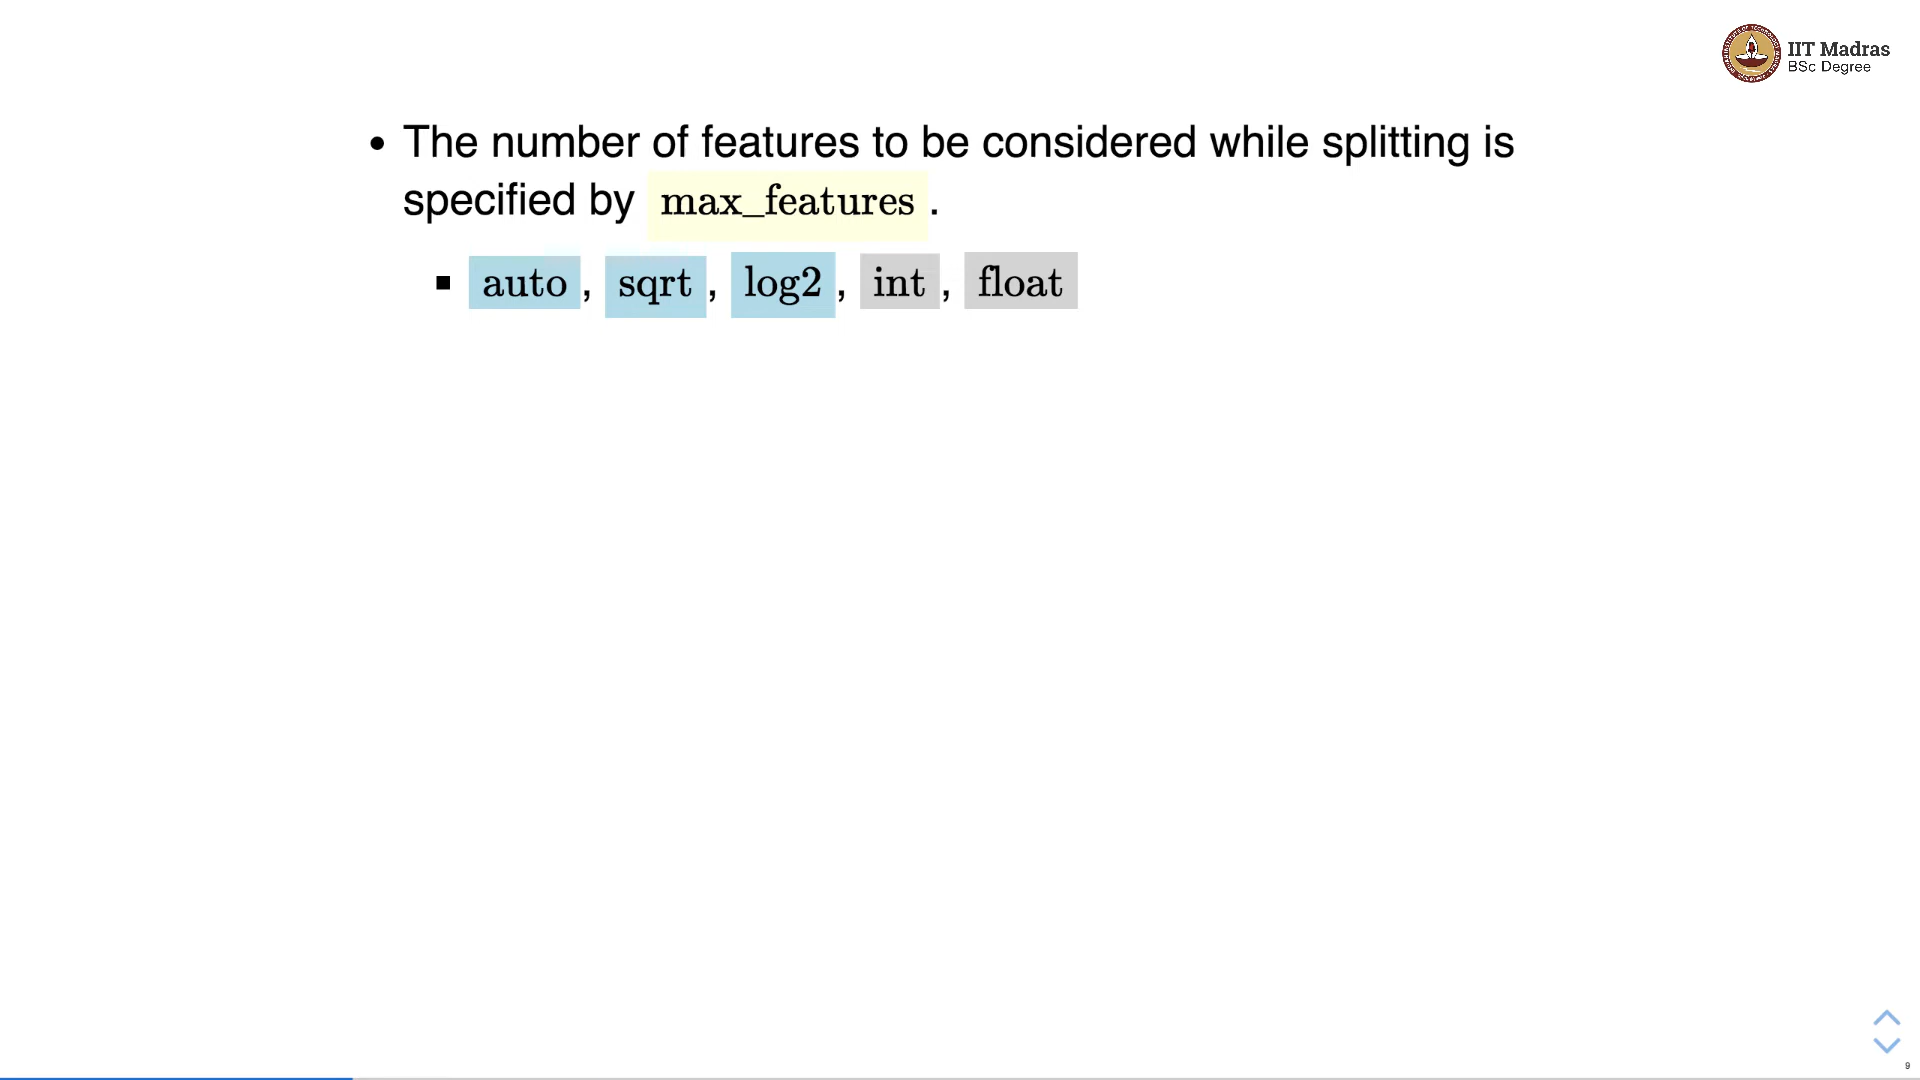 IIT Madras
BSc Degree
• The number of features to be considered while splitting is
specified by max_features.
▪ auto, sqrt, log2, int, float
9